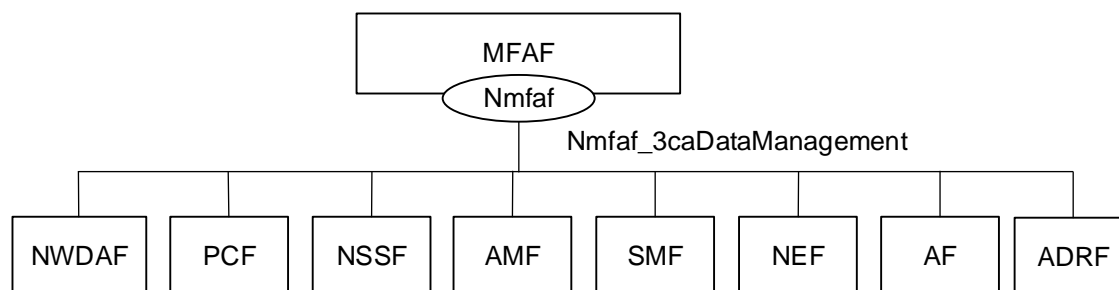 MFAF
Nmfaf
Nmfaf_3caDataManagement
NWDAF PCF NSSF AMF SMF NEF AF ADRF